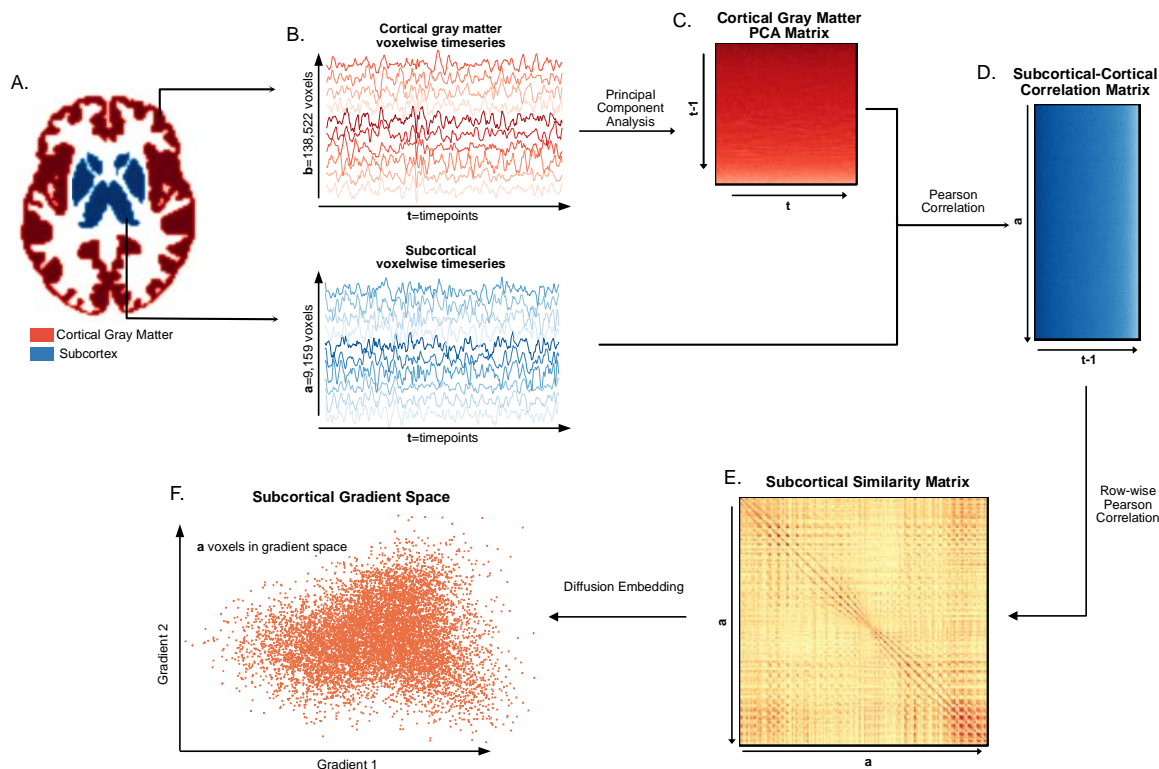 A.
Cortical Gray Matter
Subcortex
B.
Cortical gray matter
voxelwise timeseries
b=138,522 voxels
t=timepoints
Subcortical
voxelwise timeseries
a=9,159 voxels
t=timepoints
Principal
Component
Analysis
C.
Cortical Gray Matter
PCA Matrix
t-1
t
Pearson
Correlation
D.
Subcortical-Cortical
Correlation Matrix
a
t-1
Row-wise
Pearson
Correlation
E.
Subcortical Similarity Matrix
a
a
Diffusion Embedding
F.
Subcortical Gradient Space
a voxels in gradient space
Gradient 2
Gradient 1